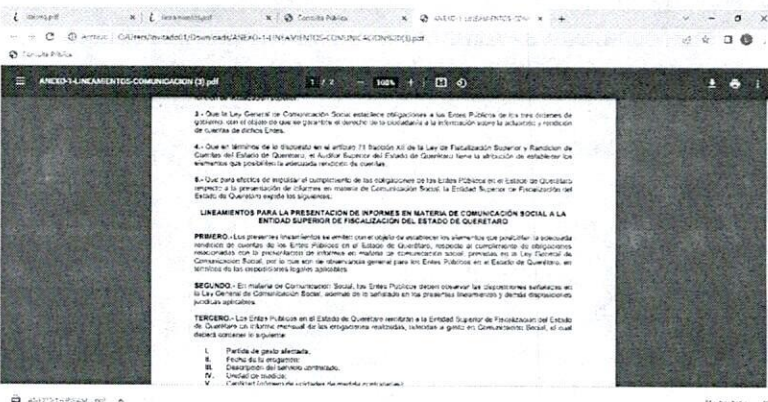 Consulta Pública
ANEXO-1-LINEAMIENTOS-COMUNICACION (3).pdf
1 / 2
100%
3.- Que la Ley General de Comunicación Social establece obligaciones a los Entes Públicos de los tres órdenes de
gobierno, con el objeto de que se garantice el derecho de la ciudadanía a la información sobre la actuación y rendición
de cuentas de dichos Entes.
4.- Que en términos de lo dispuesto en el artículo 71 fracción XII de la Ley de Fiscalización Superior y Rendición de
Cuentas del Estado de Querétaro, el Auditor Superior del Estado de Querétaro tiene la atribución de establecer los
elementos que posibiliten la adecuada rendición de cuentas.
5.- Que para efectos de impulsar el cumplimiento de las obligaciones de los Entes Públicos en el Estado de Querétaro
respecto a la presentación de informes en materia de Comunicación Social, la Entidad Superior de Fiscalización del
Estado de Querétaro expide los siguientes:
LINEAMIENTOS PARA LA PRESENTACIÓN DE INFORMES EN MATERIA DE COMUNICACIÓN SOCIAL A LA
ENTIDAD SUPERIOR DE FISCALIZACIÓN DEL ESTADO DE QUERÉTARO
PRIMERO.- Los presentes lineamientos se emiten con el objeto de establecer los elementos que posibiliten la adecuada
rendición de cuentas de los Entes Públicos en el Estado de Querétaro, respecto al cumplimiento de obligaciones
relacionadas con la presentación de informes en materia de comunicación social, previstas en la Ley General de
Comunicación Social, por lo que son de observancia general para los Entes Públicos en el Estado de Querétaro, en
términos de las disposiciones legales aplicables.
SEGUNDO.- En materia de Comunicación Social, los Entes Públicos deben observar las disposiciones señaladas en
la Ley General de Comunicación Social, además de lo señalado en los presentes lineamientos y demás disposiciones
jurídicas aplicables.
TERCERO.- Los Entes Públicos en el Estado de Querétaro remitirán a la Entidad Superior de Fiscalización del Estado
de Querétaro un informe mensual de las erogaciones realizadas, referidas a gasto en Comunicación Social, el cual
deberá contener lo siguiente:
I. Partida de gasto afectada;
II. Fecha de la erogación;
III. Descripción del servicio contratado;
IV. Unidad de medida;
V. Cantidad (número de unidades de medida contratadas)